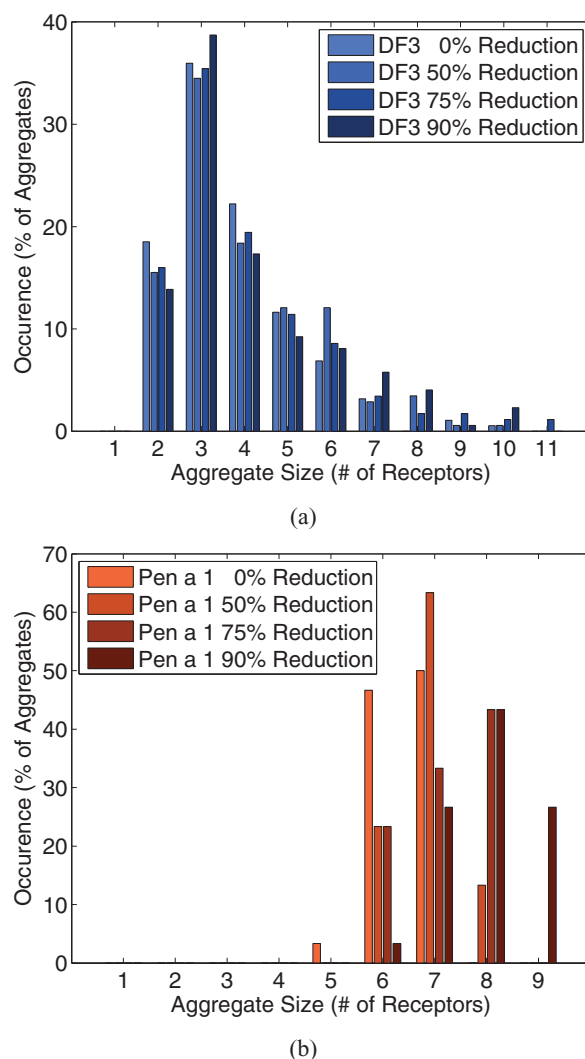 40
30
20
10
0
Occurence (% of Aggregates)
DF3 0% Reduction
DF3 50% Reduction
DF3 75% Reduction
DF3 90% Reduction
1 2 3 4 5 6 7 8 9 10 11
Aggregate Size (# of Receptors)
(a)
70
60
50
40
30
20
10
0
Occurence (% of Aggregates)
Pen a 1 0% Reduction
Pen a 1 50% Reduction
Pen a 1 75% Reduction
Pen a 1 90% Reduction
1 2 3 4 5 6 7 8 9
Aggregate Size (# of Receptors)
(b)